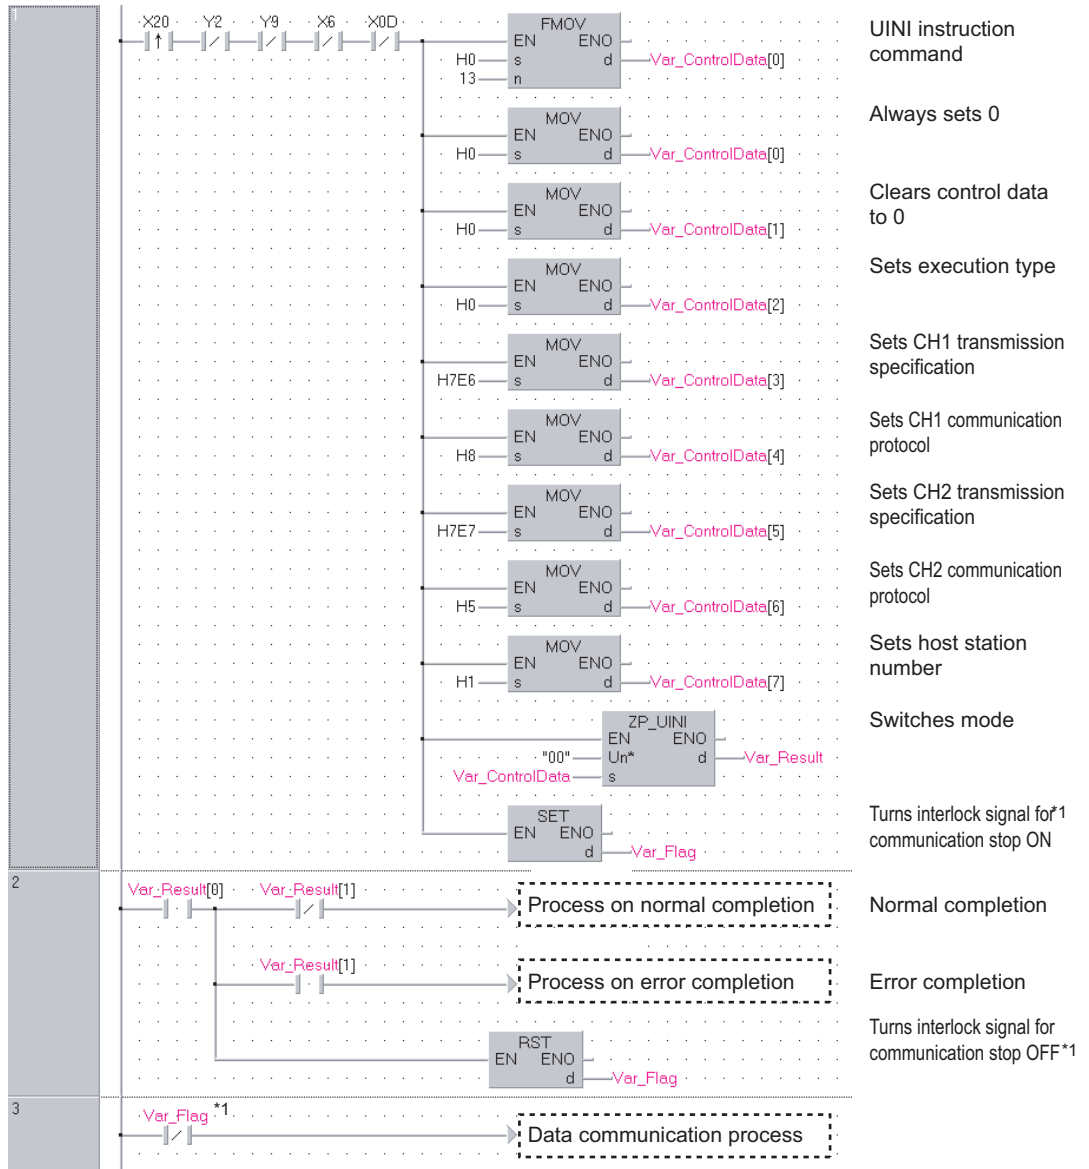 1
X20 Y2 Y9 X6 X0D
FMOV
EN ENO
H0 s d Var_ControlData[0]
13 n
UINI instruction
command
MOV
EN ENO
H0 s d Var_ControlData[0]
Always sets 0
MOV
EN ENO
H0 s d Var_ControlData[1]
Clears control data
to 0
MOV
EN ENO
H0 s d Var_ControlData[2]
Sets execution type
MOV
EN ENO
H7E6 s d Var_ControlData[3]
Sets CH1 transmission
specification
MOV
EN ENO
H8 s d Var_ControlData[4]
Sets CH1 communication
protocol
MOV
EN ENO
H7E7 s d Var_ControlData[5]
Sets CH2 transmission
specification
MOV
EN ENO
H5 s d Var_ControlData[6]
Sets CH2 communication
protocol
MOV
EN ENO
H1 s d Var_ControlData[7]
Sets host station
number
ZP_UINI
EN ENO
"00" Un* d Var_Result
Var_ControlData s
Switches mode
SET
EN ENO
d Var_Flag
Turns interlock signal for*1
communication stop ON
2
Var_Result[0] Var_Result[1]
Process on normal completion
Normal completion
Var_Result[1]
Process on error completion
Error completion
RST
EN ENO
d Var_Flag
Turns interlock signal for
communication stop OFF*1
3
Var_Flag *1
Data communication process